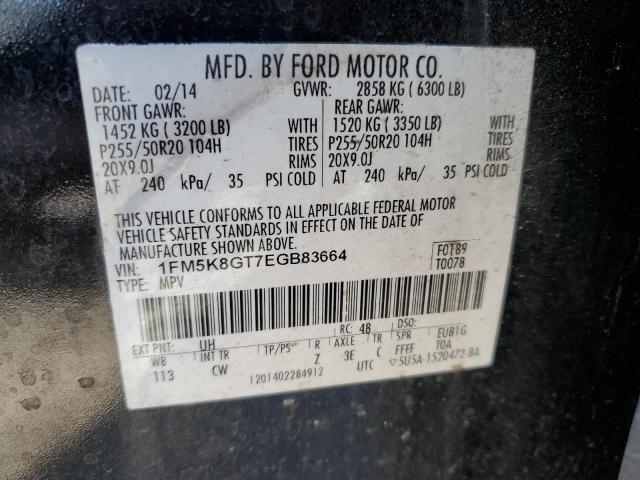 MFD. BY FORD MOTOR CO.
DATE: 02/14 GVWR: 2858 KG (6300 LB)
FRONT GAWR: REAR GAWR:
1452 KG (3200 LB) WITH 1520 KG (3350 LB) WITH
P255/50R20 104H TIRES P255/50R20 104H TIRES
20X9.0J RIMS 20X9.0J RIMS
AT 240 kPa/ 35 PSI COLD AT 240 kPa/ 35 PSI COLD
THIS VEHICLE CONFORMS TO ALL APPLICABLE FEDERAL MOTOR
VEHICLE SAFETY STANDARDS IN EFFECT ON THE DATE OF
MANUFACTURE SHOWN ABOVE.
VIN: 1FM5K8GT7EGB83664 F0189
TYPE: MPV T0078
EXT PNT: UH RC: 48 DSO:
WB INT TR TP/PS R AXLE TR SPR EUB1G
113 CW Z 3E C FFFF TOA
1201402284912 UTC 5U5A-1520472-BA